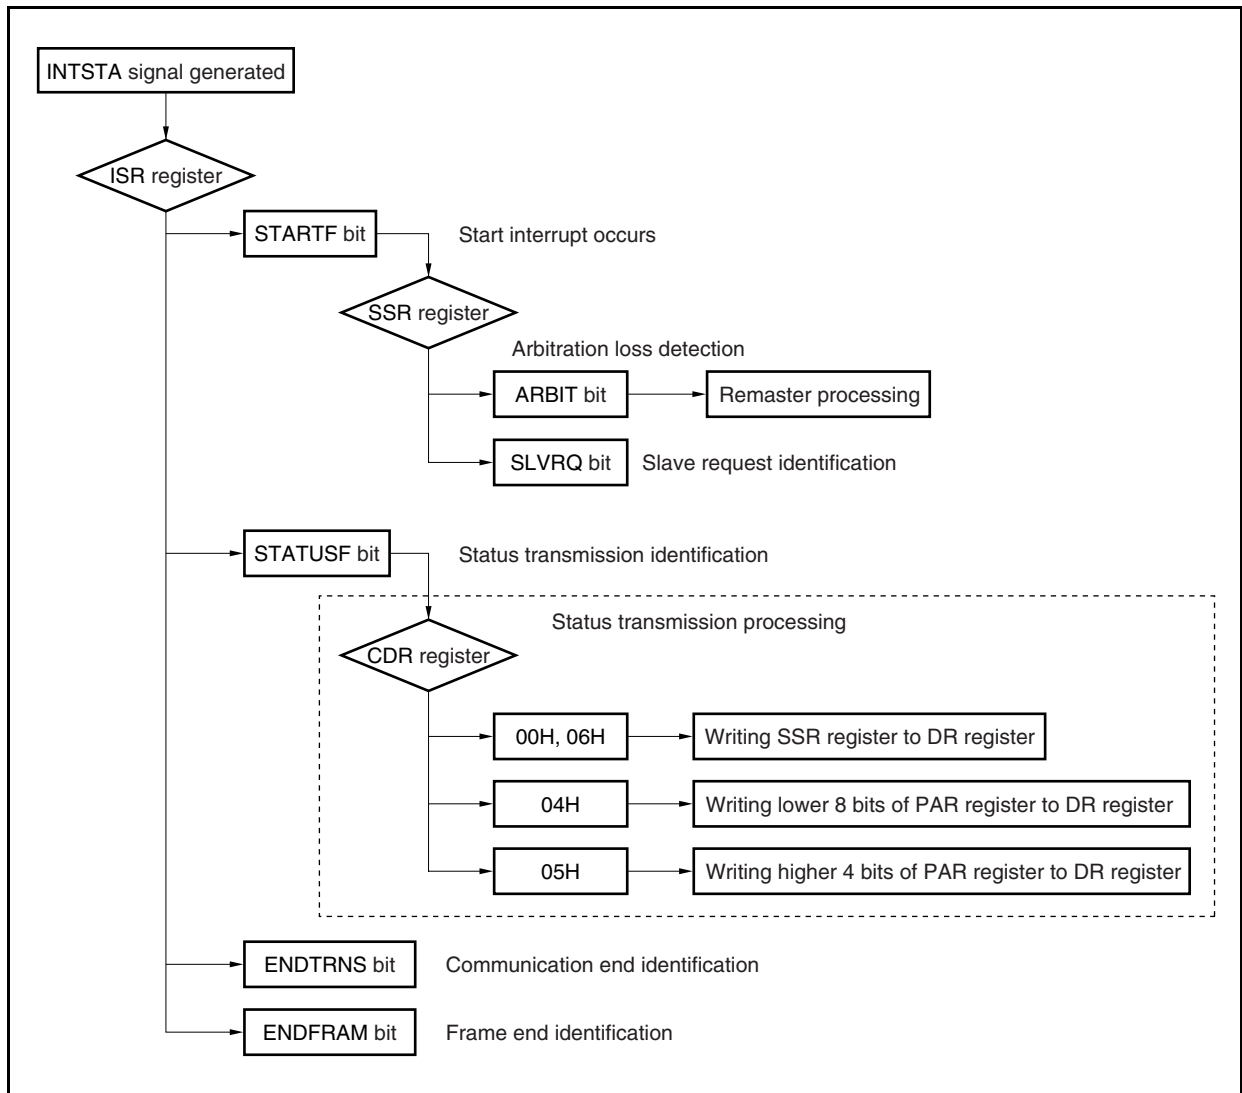 INTSTA signal generated
ISR register
STARTF bit
Start interrupt occurs
SSR register
Arbitration loss detection
ARBIT bit
Remaster processing
SLVRQ bit
Slave request identification
STATUSF bit
Status transmission identification
Status transmission processing
CDR register
00H, 06H
Writing SSR register to DR register
04H
Writing lower 8 bits of PAR register to DR register
05H
Writing higher 4 bits of PAR register to DR register
ENDTRNS bit
Communication end identification
ENDFRAM bit
Frame end identification